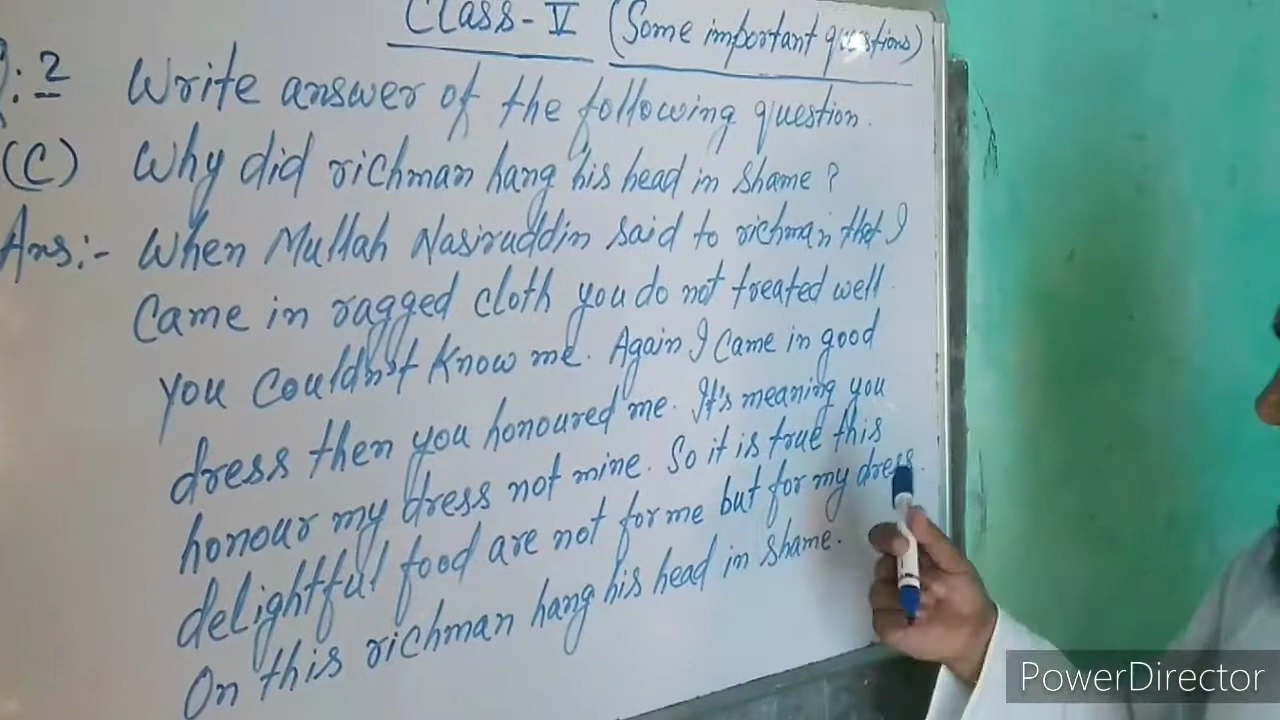 Class - V (Some important questions)
: 2 Write answer of the following question.
(C) Why did richman hang his head in shame?
Ans:- When Mullah Nasiruddin said to richman that I
Came in ragged cloth you do not treated well.
you couldn't know me. Again I came in good
dress then you honoured me. It's meaning you
honour my dress not mine. So it is true this
delightful food are not for me but for my dress.
On this richman hang his head in shame.
PowerDirector